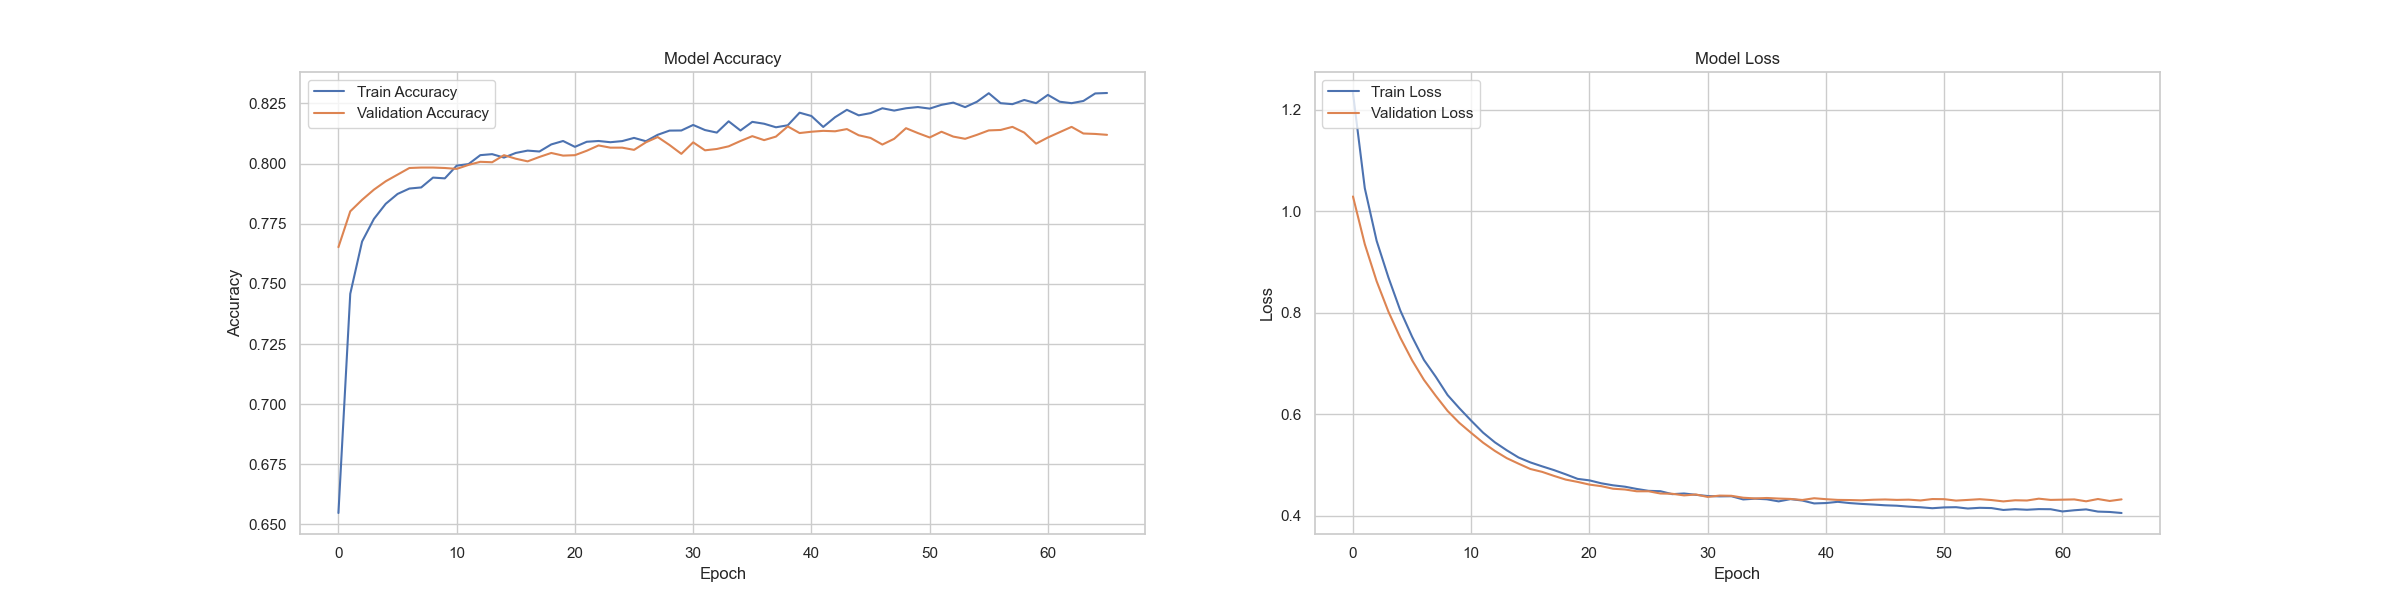 Model Accuracy
Train Accuracy
Validation Accuracy
0.825
0.800
0.775
0.750
0.725
0.700
0.675
0.650
Accuracy
0 10 20 30 40 50 60
Epoch
Model Loss
Train Loss
Validation Loss
1.2
1.0
0.8
0.6
0.4
Loss
0 10 20 30 40 50 60
Epoch